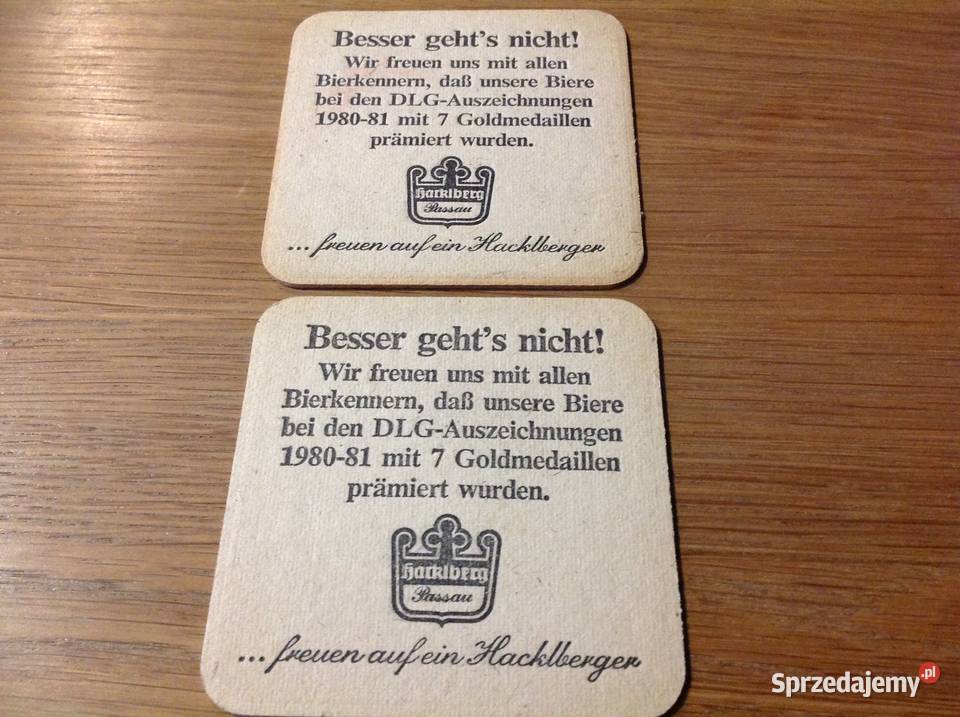 Besser geht's nicht!
Wir freuen uns mit allen
Bierkennern, daß unsere Biere
bei den DLG-Auszeichnungen
1980-81 mit 7 Goldmedaillen
prämiert wurden.
Hacklberg
Passau
... freuen auf ein Hacklberger
Besser geht's nicht!
Wir freuen uns mit allen
Bierkennern, daß unsere Biere
bei den DLG-Auszeichnungen
1980-81 mit 7 Goldmedaillen
prämiert wurden.
Hacklberg
Passau
... freuen auf ein Hacklberger
Sprzedajemy.pl